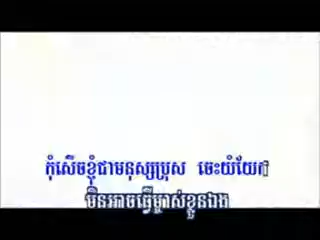 កុំសើចខ្ញុំជាមនុស្សប្រុស ចេះយំយែក
មិនអាចធ្វើម្ចាស់ខ្លួនឯង